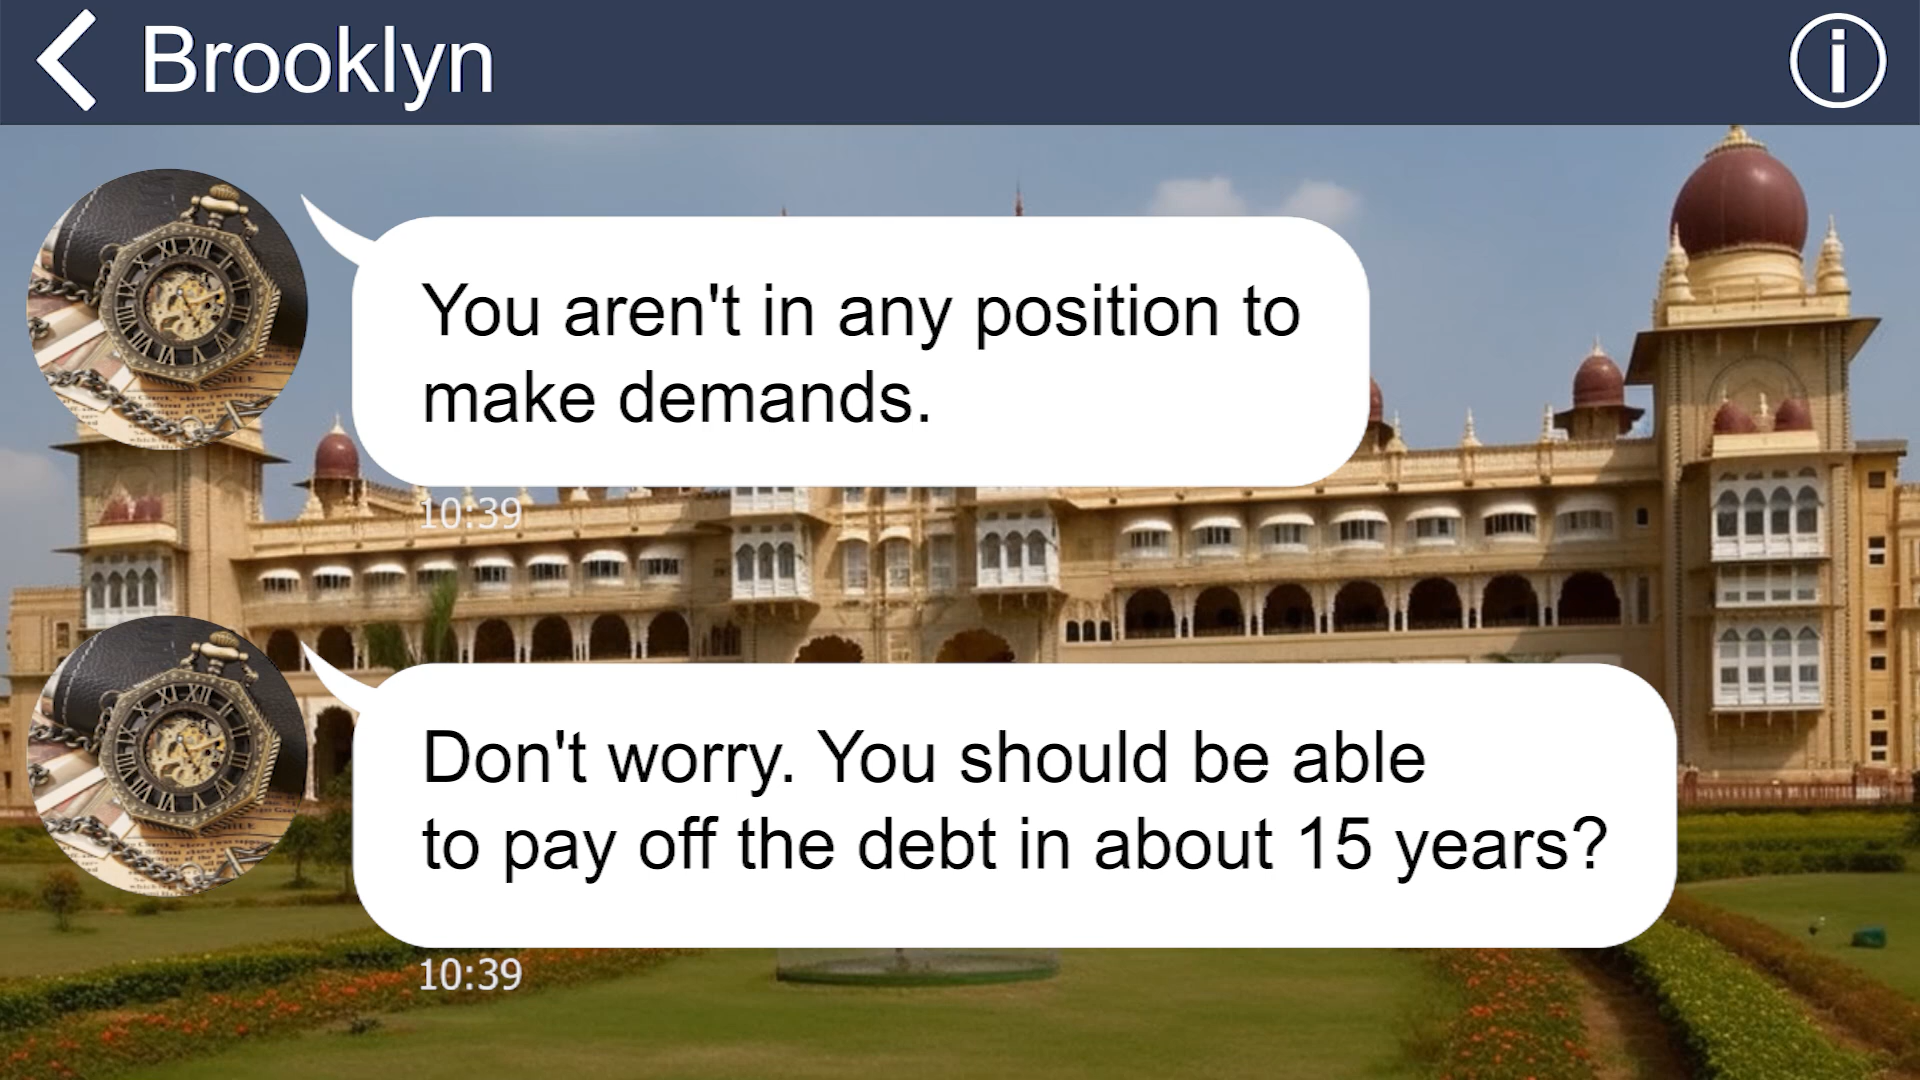 Brooklyn
You aren't in any position to
make demands.
10:39
Don't worry. You should be able
to pay off the debt in about 15 years?
10:39